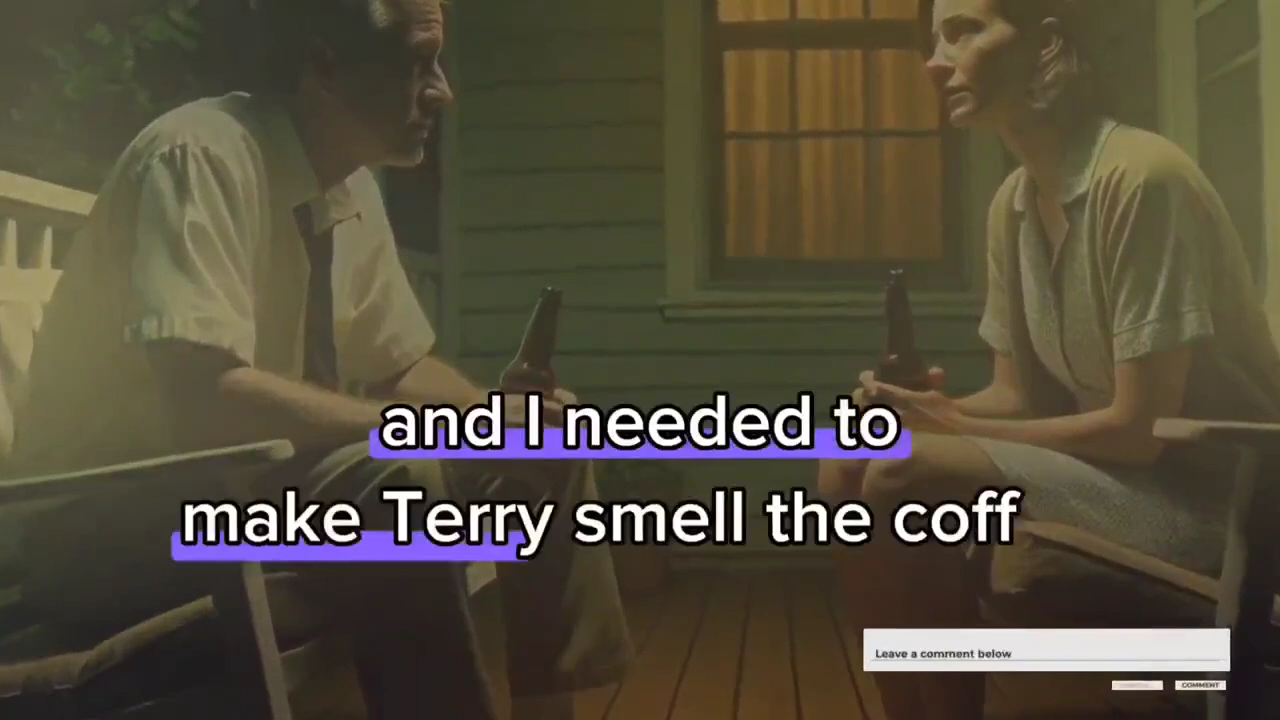 and I needed to
make Terry smell the coff
Leave a comment below
COMMENT